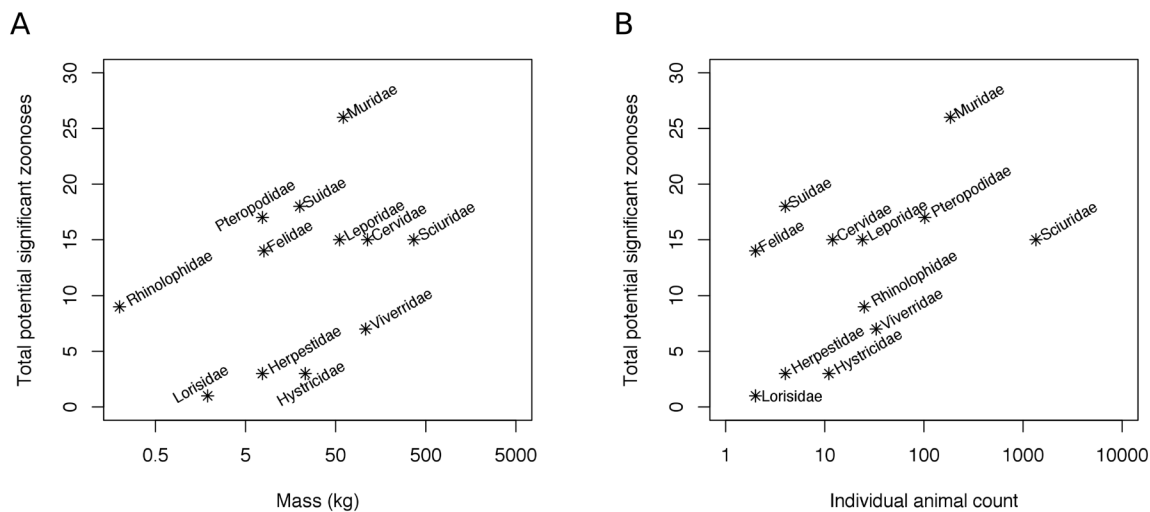 A
B
Total potential significant zoonoses
30
25
20
15
10
5
0
Muridae
Pteropodidae
Suidae
Leporidae
Cervidae
Sciuridae
Felidae
Rhinolophidae
Viverridae
Herpestidae
Hystricidae
Lorisidae
0.5 5 50 500 5000
Mass (kg)
Total potential significant zoonoses
30
25
20
15
10
5
0
Muridae
Suidae
Pteropodidae
Felidae
Cervidae
Leporidae
Sciuridae
Rhinolophidae
Viverridae
Herpestidae
Hystricidae
Lorisidae
1 10 100 1000 10000
Individual animal count